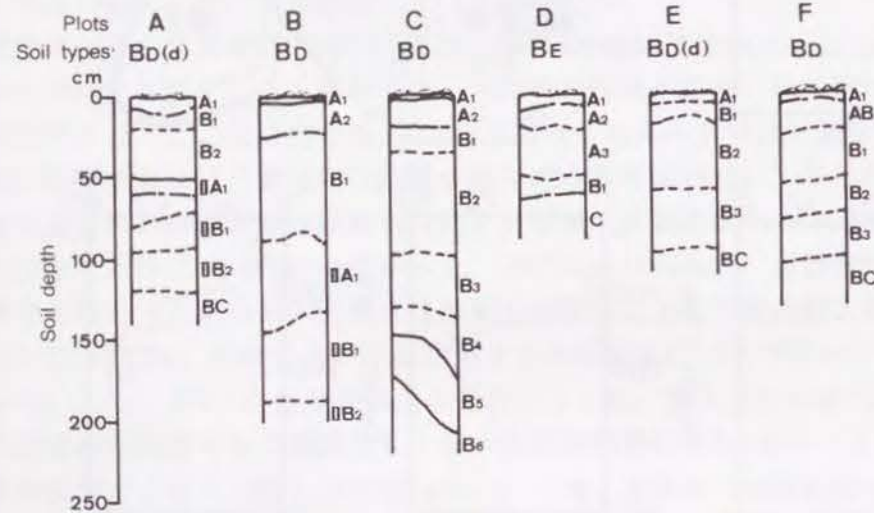 Plots A B C D E F
Soil types BD(d) BD BD BE BD(d) BD
cm
0
50
100
150
200
250
Soil depth
A1
B1
B2
ⅡA1
ⅡB1
ⅡB2
BC
A1
A2
B1
ⅡA1
ⅡB1
ⅡB2
A1
A2
B1
B2
B3
B4
B5
B6
A1
A2
A3
B1
C
A1
B1
B2
B3
BC
A1
AB
B1
B2
B3
BC